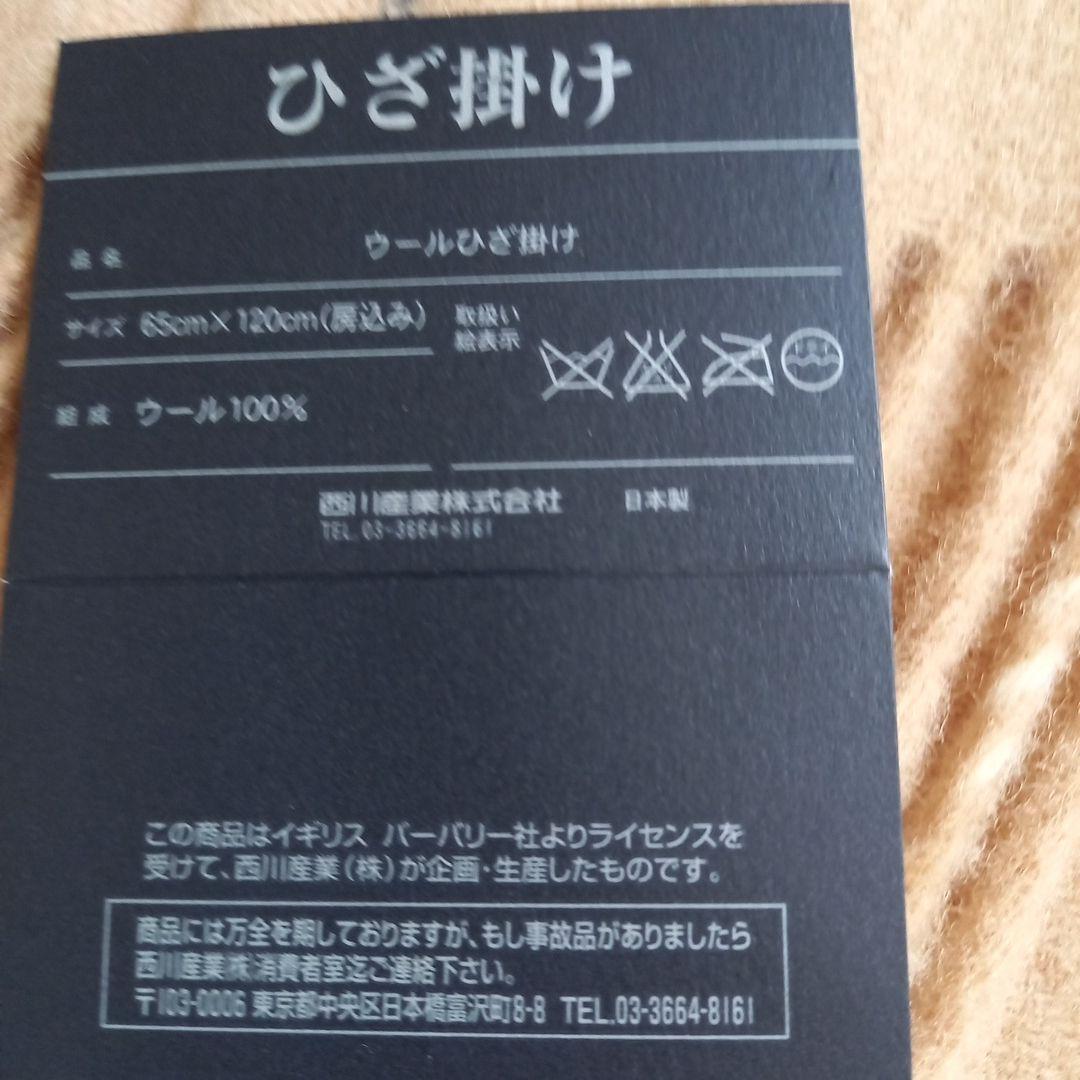 ひざ掛け
品名 ウールひざ掛け
サイズ 65cm×120cm(房込み)
取扱い
絵表示
組成 ウール100%
西川産業株式会社 日本製
TEL.03-3664-8161
この商品はイギリス バーバリー社よりライセンスを
受けて、西川産業(株)が企画・生産したものです。
商品には万全を期しておりますが、もし事故品がありましたら
西川産業(株)消費者室迄ご連絡下さい。
〒103-0006 東京都中央区日本橋富沢町8-8 TEL.03-3664-8161